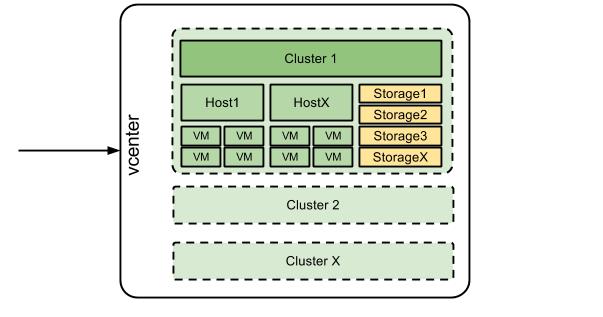 vcenter
Cluster 1
Host1
HostX
VM VM VM VM
VM VM VM VM
Storage1
Storage2
Storage3
StorageX
Cluster 2
Cluster X